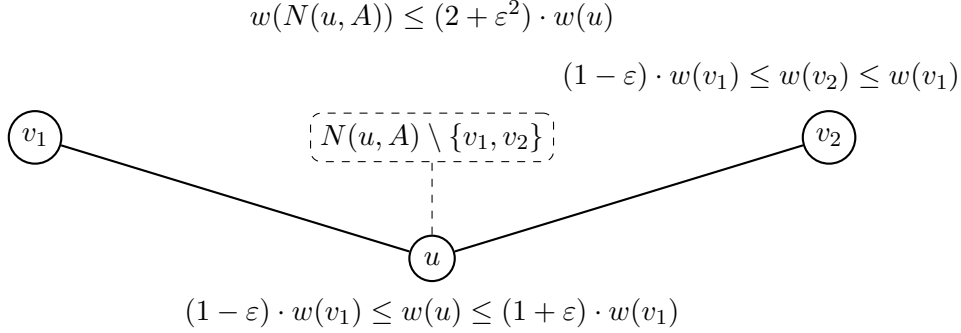 w(N(u, A)) ≤ (2 + ε²) · w(u)
(1 − ε) · w(v₁) ≤ w(v₂) ≤ w(v₁)
v₁
N(u, A) \ {v₁, v₂}
v₂
u
(1 − ε) · w(v₁) ≤ w(u) ≤ (1 + ε) · w(v₁)